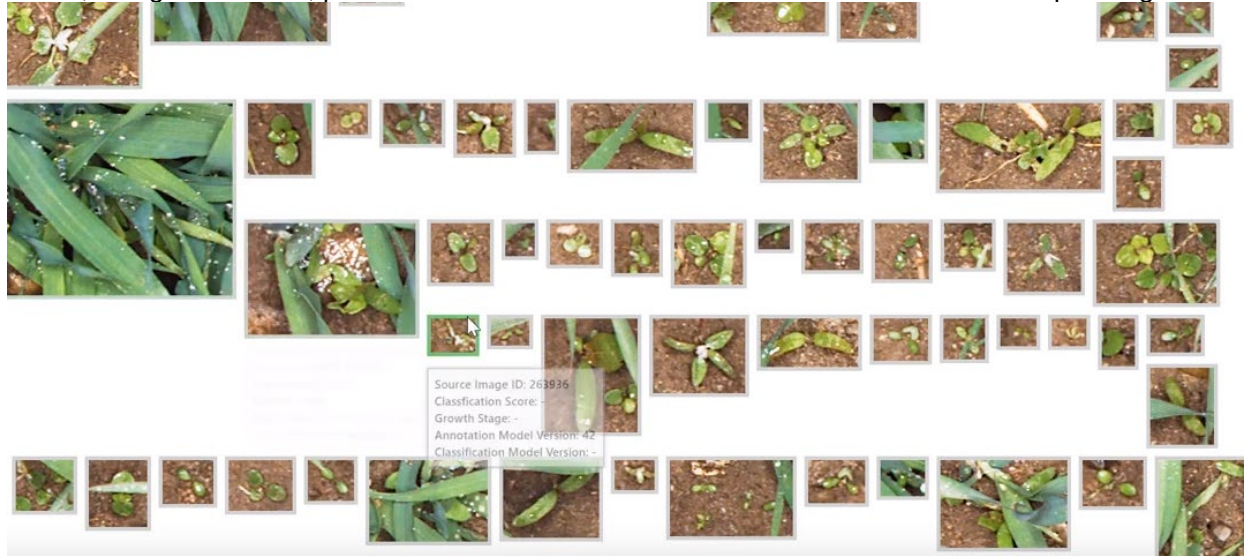 Source Image ID: 263936
Classfication Score: -
Growth Stage: -
Annotation Model Version: 42
Classification Model Version: -